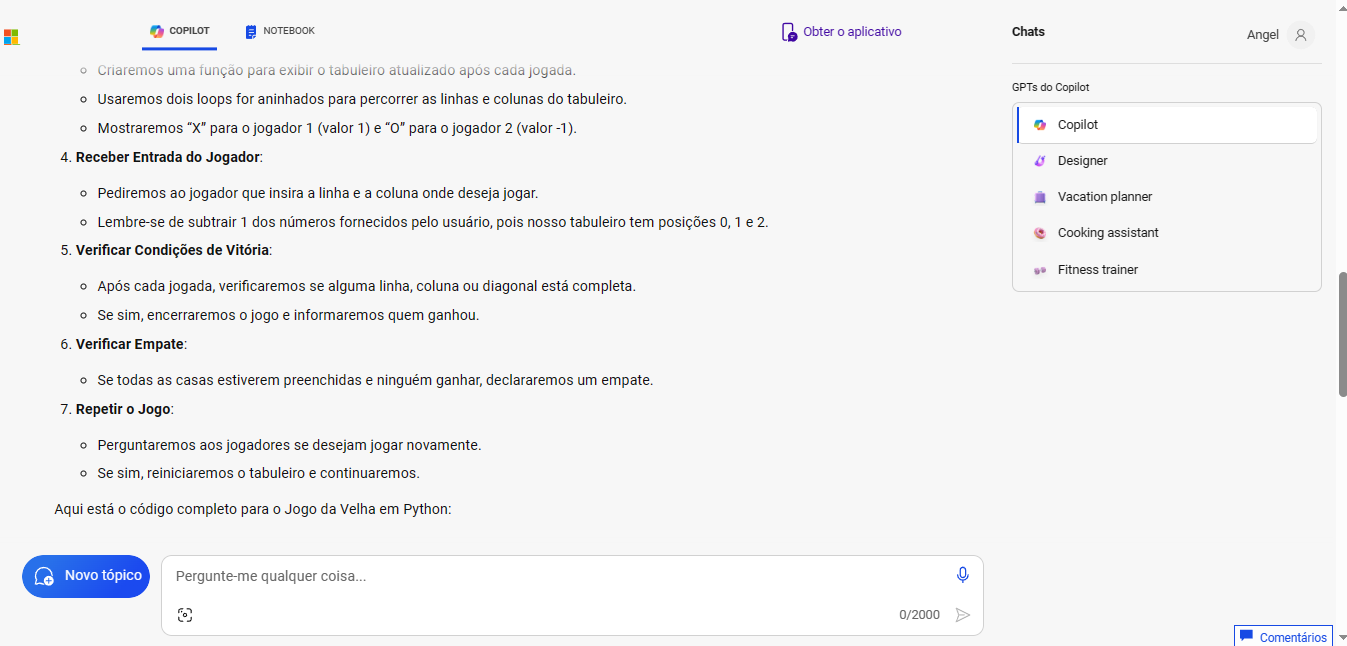 COPILOT
NOTEBOOK
Obter o aplicativo
Chats
Angel
Criaremos uma função para exibir o tabuleiro atualizado após cada jogada.
Usaremos dois loops for aninhados para percorrer as linhas e colunas do tabuleiro.
Mostraremos “X” para o jogador 1 (valor 1) e “O” para o jogador 2 (valor -1).
4. Receber Entrada do Jogador:
Pediremos ao jogador que insira a linha e a coluna onde deseja jogar.
Lembre-se de subtrair 1 dos números fornecidos pelo usuário, pois nosso tabuleiro tem posições 0, 1 e 2.
5. Verificar Condições de Vitória:
Após cada jogada, verificaremos se alguma linha, coluna ou diagonal está completa.
Se sim, encerraremos o jogo e informaremos quem ganhou.
6. Verificar Empate:
Se todas as casas estiverem preenchidas e ninguém ganhar, declararemos um empate.
7. Repetir o Jogo:
Perguntaremos aos jogadores se desejam jogar novamente.
Se sim, reiniciaremos o tabuleiro e continuaremos.
Aqui está o código completo para o Jogo da Velha em Python:
GPTs do Copilot
Copilot
Designer
Vacation planner
Cooking assistant
Fitness trainer
Novo tópico
Pergunte-me qualquer coisa...
0/2000
Comentários